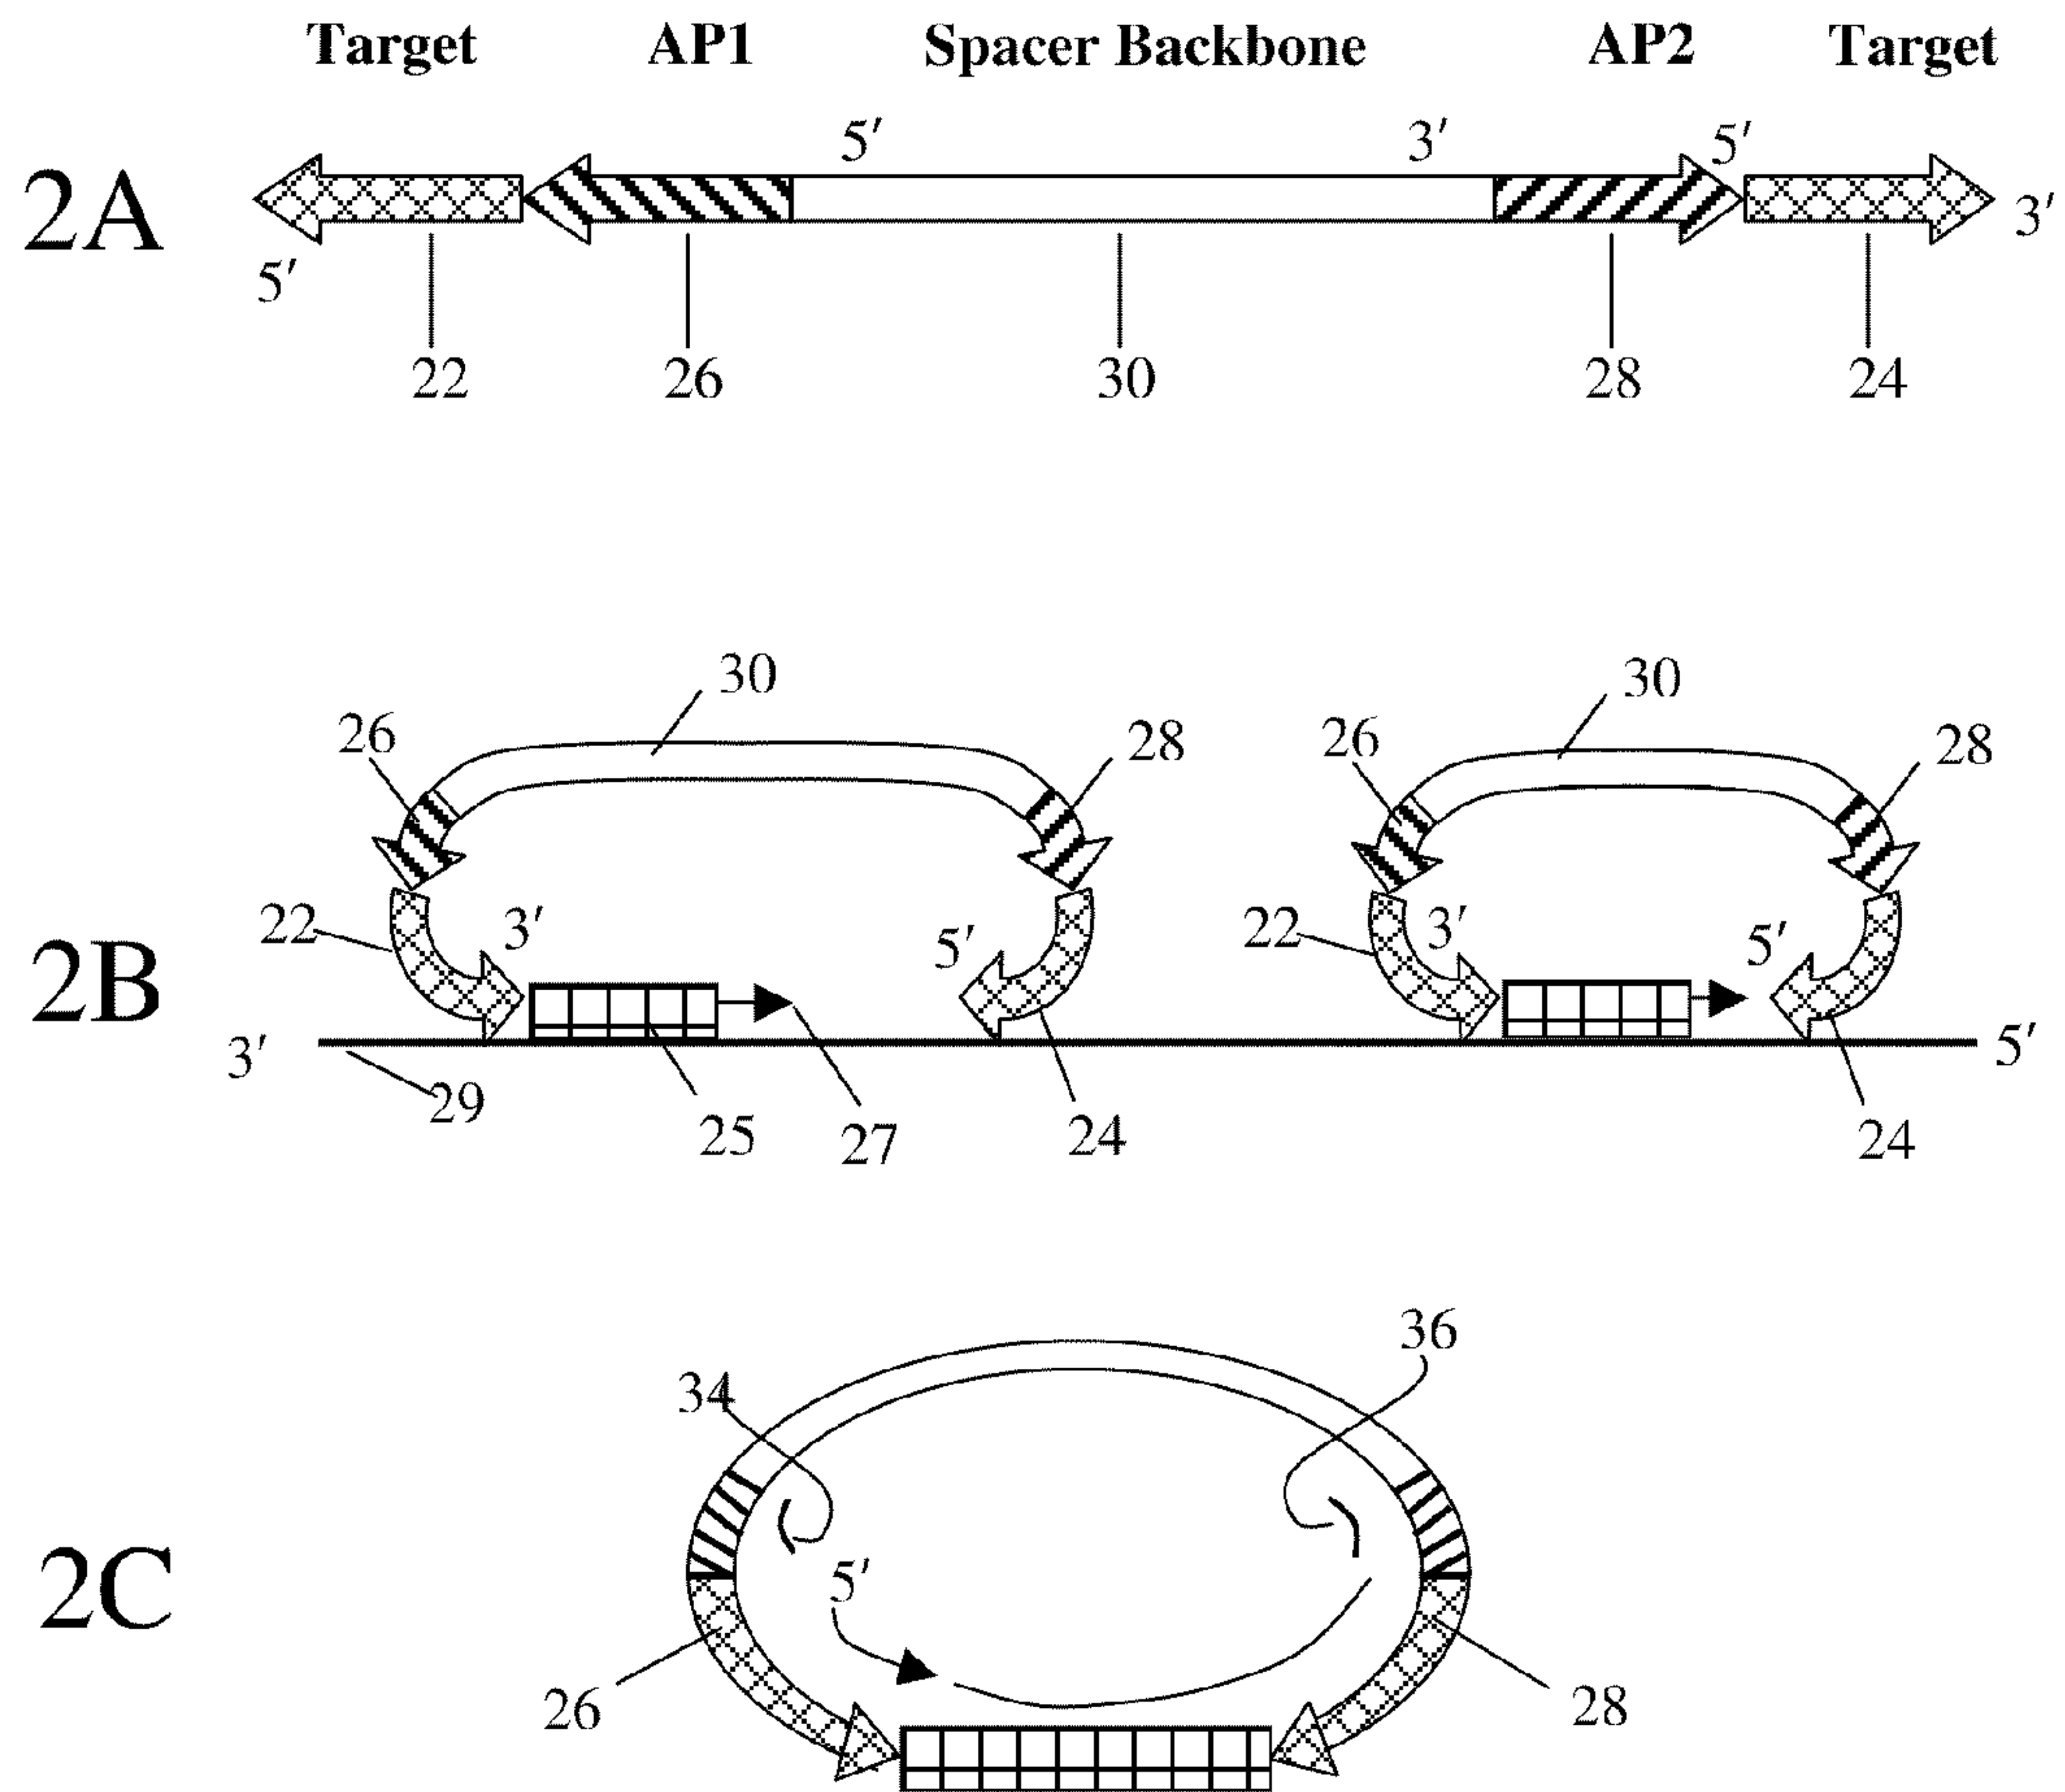 Target AP1 Spacer Backbone AP2 Target
5′ 3′ 5′
2A 3′
5′
22 26 30 28 24
30 30
26 28 26 28
22 3′ 5′ 22 3′ 5′
2B
3′ 5′
29 25 27 24 24
36
34
2C 5′
26 28